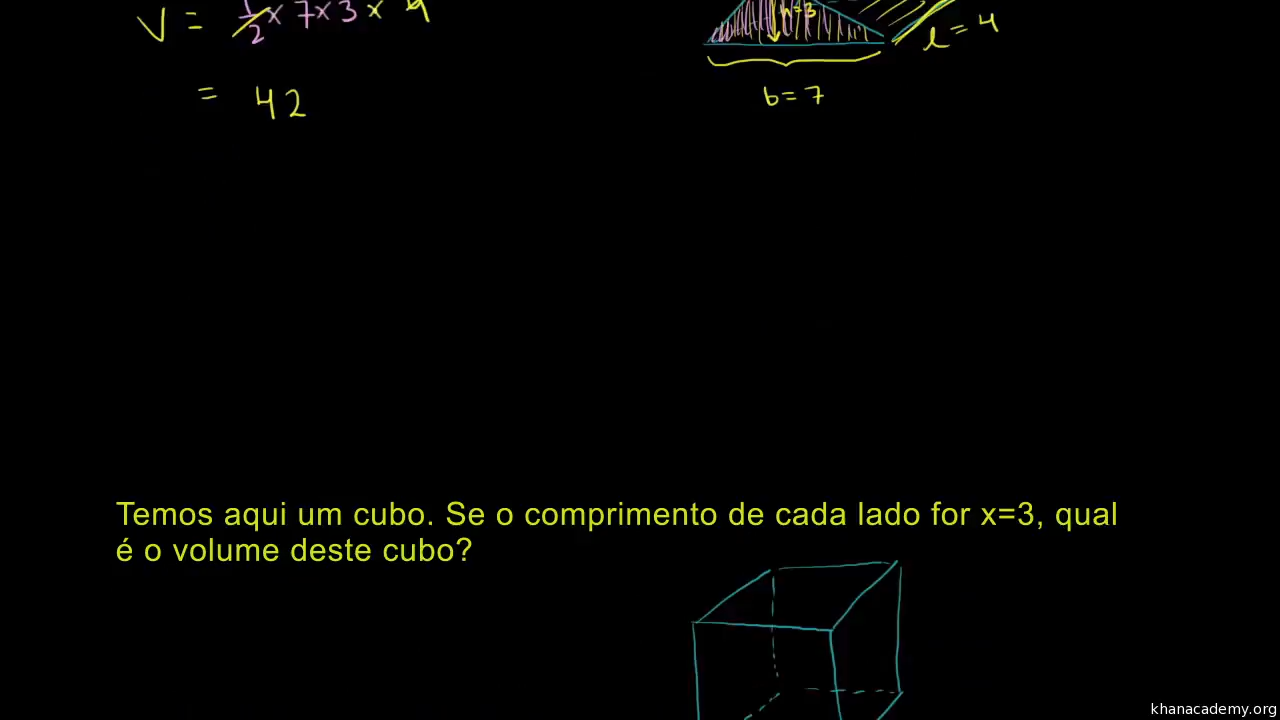 V = 1/2 x 7 x 3 x 4
h=3
l = 4
b = 7
= 42
Temos aqui um cubo. Se o comprimento de cada lado for x=3, qual
é o volume deste cubo?
khanacademy.org